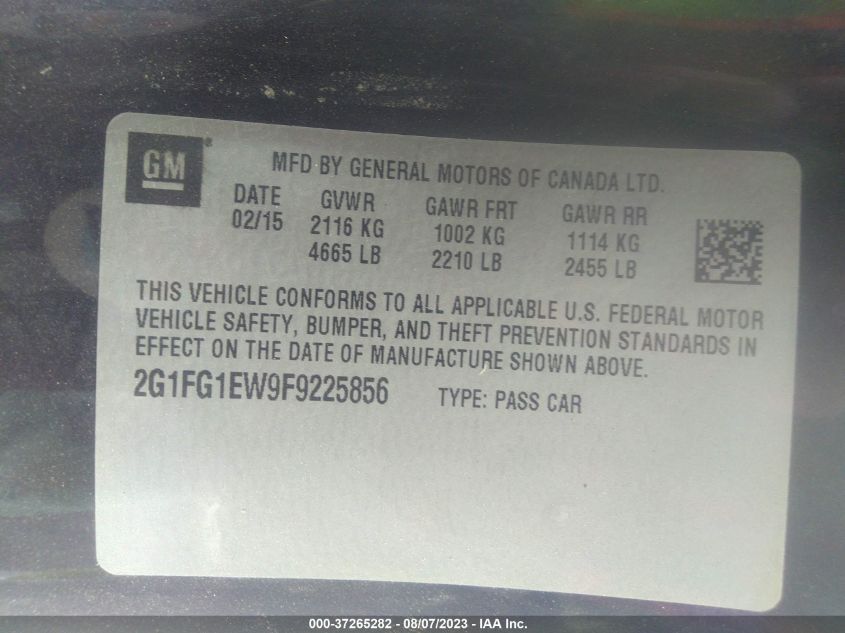 GM®
MFD BY GENERAL MOTORS OF CANADA LTD.
DATE GVWR GAWR FRT GAWR RR
02/15 2116 KG 1002 KG 1114 KG
4665 LB 2210 LB 2455 LB
THIS VEHICLE CONFORMS TO ALL APPLICABLE U.S. FEDERAL MOTOR
VEHICLE SAFETY, BUMPER, AND THEFT PREVENTION STANDARDS IN
EFFECT ON THE DATE OF MANUFACTURE SHOWN ABOVE.
2G1FG1EW9F9225856 TYPE: PASS CAR
000-37265282 - 08/07/2023 - IAA Inc.